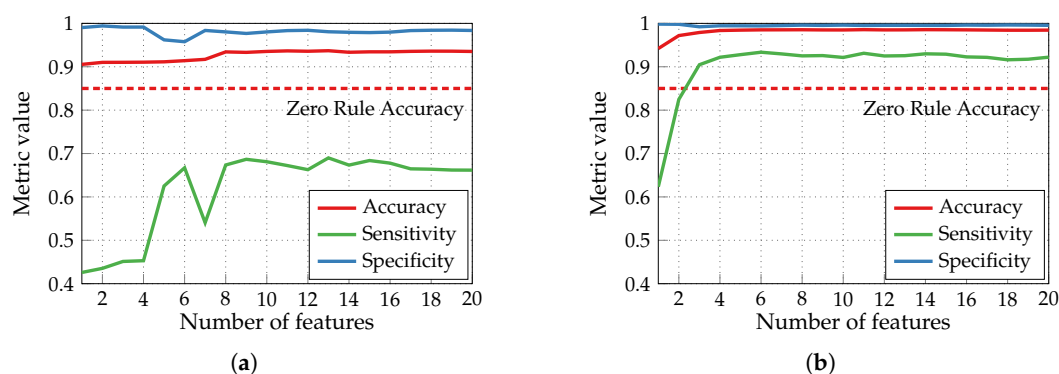 1
0.9
0.8
0.7
0.6
0.5
0.4
Metric value
Zero Rule Accuracy
Accuracy
Sensitivity
Specificity
2 4 6 8 10 12 14 16 18 20
Number of features
(a)
1
0.9
0.8
0.7
0.6
0.5
0.4
Metric value
Zero Rule Accuracy
Accuracy
Sensitivity
Specificity
2 4 6 8 10 12 14 16 18 20
Number of features
(b)